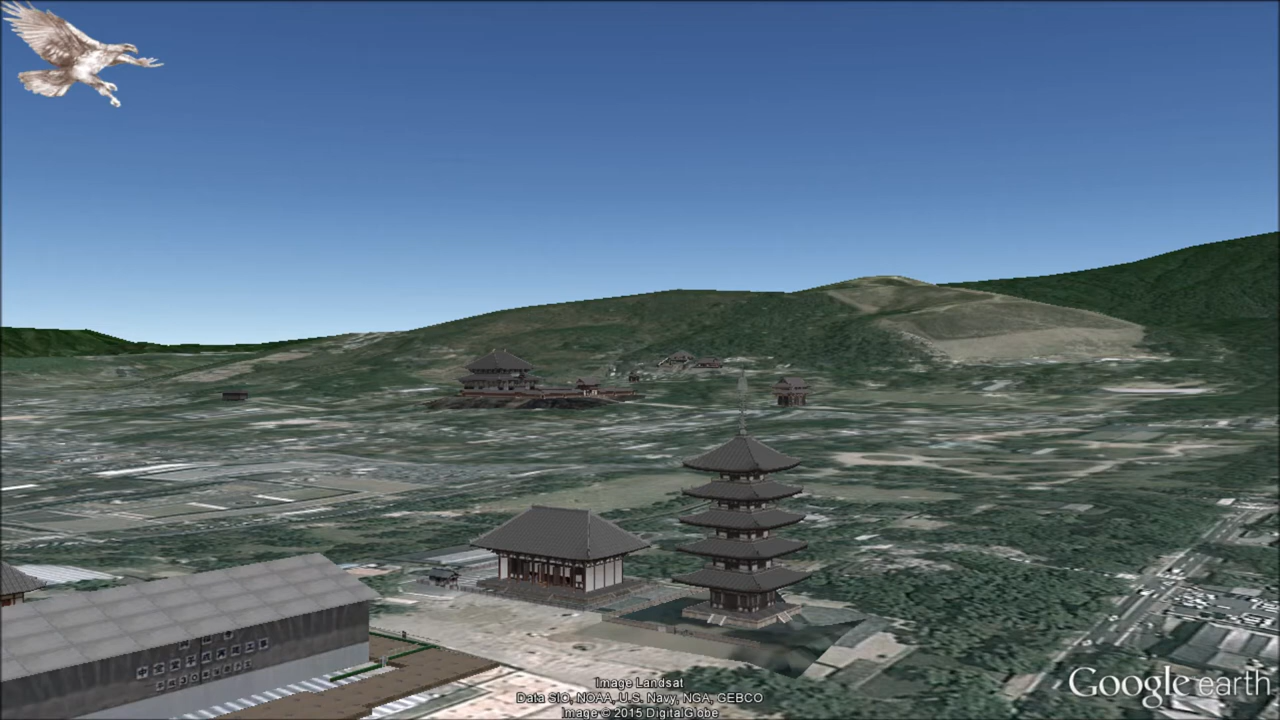 Image Landsat
Data SIO, NOAA, U.S. Navy, NGA, GEBCO
Image © 2015 DigitalGlobe
Google earth